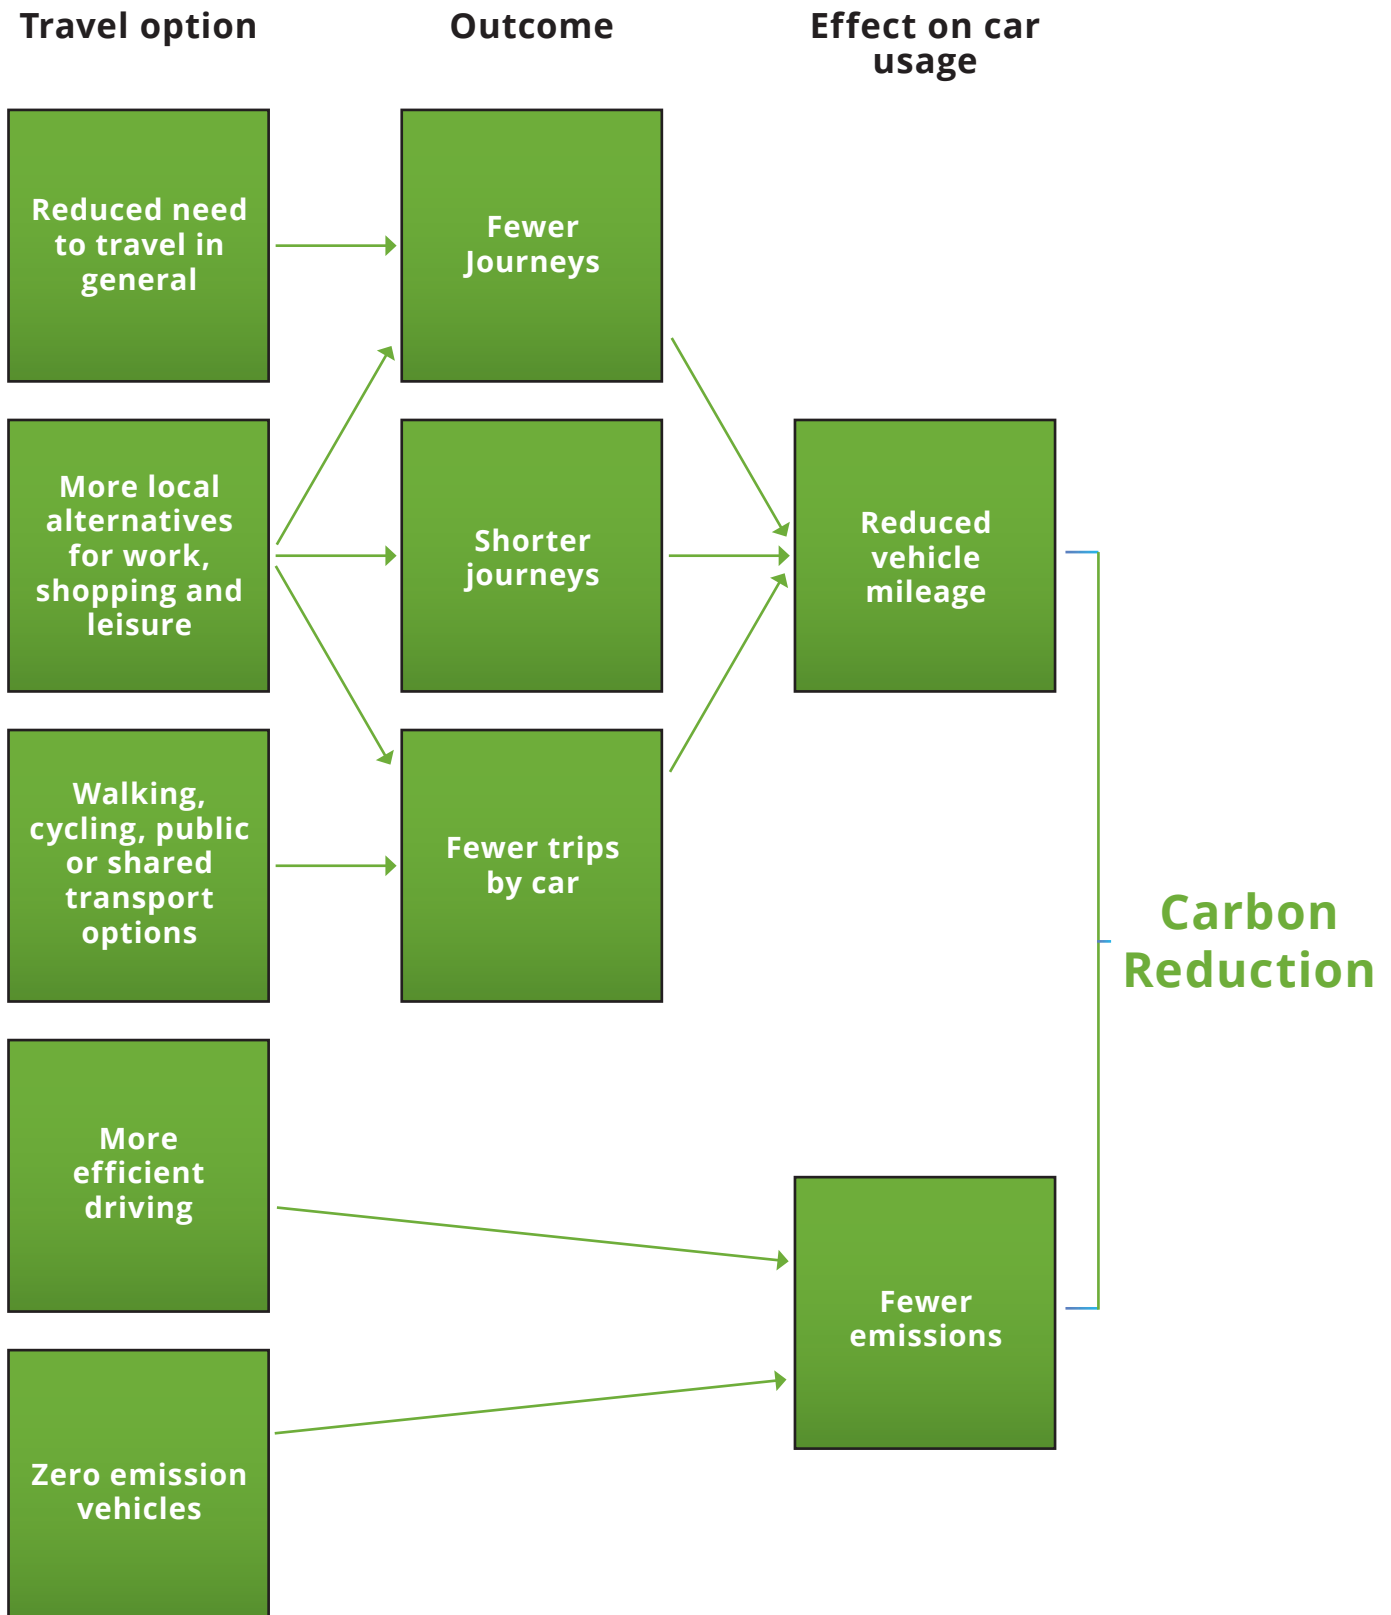 Travel option
Outcome
Effect on car
usage
Reduced need
to travel in
general
Fewer
Journeys
More local
alternatives
for work,
shopping and
leisure
Shorter
journeys
Reduced
vehicle
mileage
Walking,
cycling, public
or shared
transport
options
Fewer trips
by car
Carbon
Reduction
More
efficient
driving
Fewer
emissions
Zero emission
vehicles